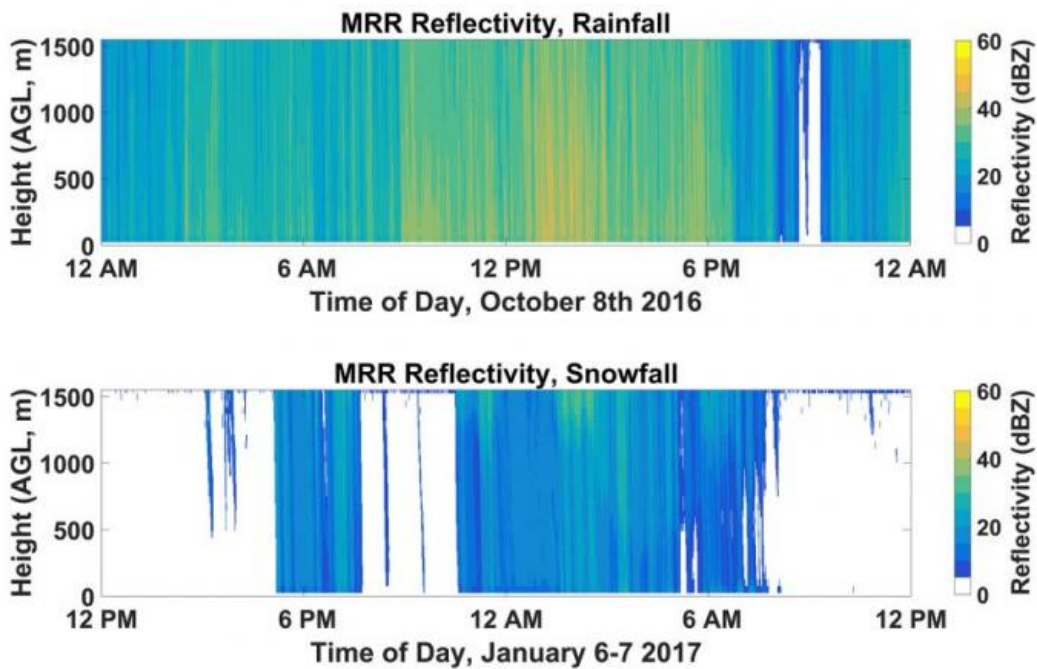 MRR Reflectivity, Rainfall
1500
1000
500
0
Height (AGL, m)
12 AM
6 AM
12 PM
6 PM
12 AM
Time of Day, October 8th 2016
60
40
20
0
Reflectivity (dBZ)
MRR Reflectivity, Snowfall
1500
1000
500
0
Height (AGL, m)
12 PM
6 PM
12 AM
6 AM
12 PM
Time of Day, January 6-7 2017
60
40
20
0
Reflectivity (dBZ)